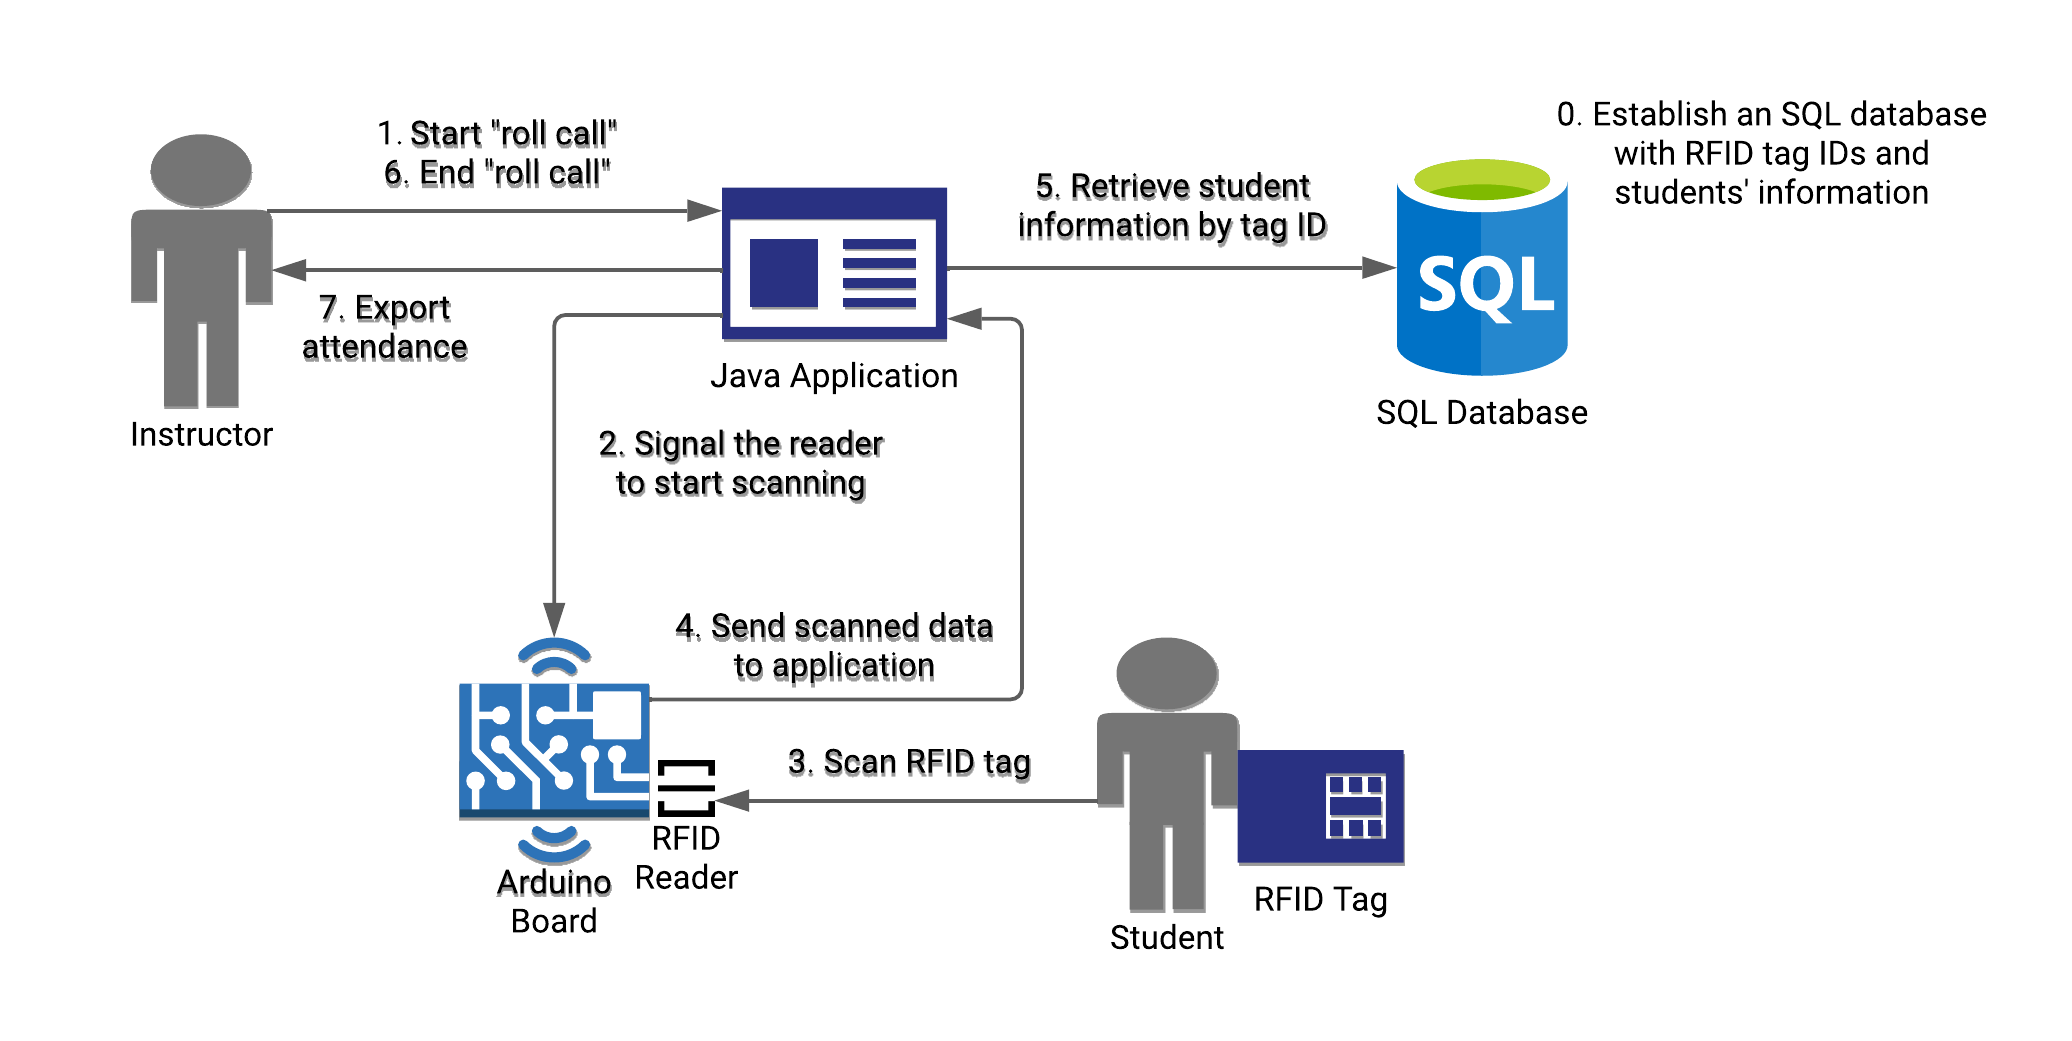 0. Establish an SQL database
with RFID tag IDs and
students' information
1. Start "roll call"
6. End "roll call"
5. Retrieve student
information by tag ID
SQL
7. Export
attendance
Java Application
SQL Database
Instructor
2. Signal the reader
to start scanning
4. Send scanned data
to application
3. Scan RFID tag
RFID
Reader
Arduino
Board
RFID Tag
Student